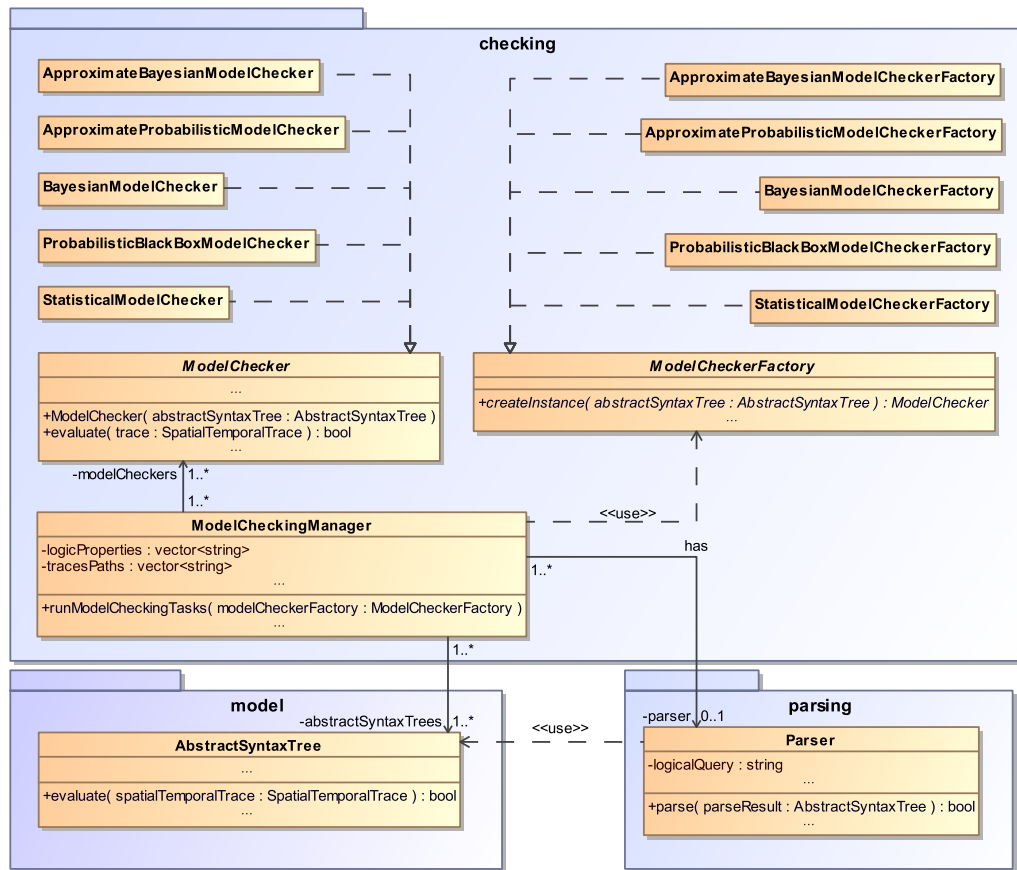 checking
ApproximateBayesianModelChecker
ApproximateProbabilisticModelChecker
BayesianModelChecker
ProbabilisticBlackBoxModelChecker
StatisticalModelChecker
ApproximateBayesianModelCheckerFactory
ApproximateProbabilisticModelCheckerFactory
BayesianModelCheckerFactory
ProbabilisticBlackBoxModelCheckerFactory
StatisticalModelCheckerFactory
ModelChecker
...
+ModelChecker( abstractSyntaxTree : AbstractSyntaxTree )
+evaluate( trace : SpatialTemporalTrace ) : bool
...
ModelCheckerFactory
+createInstance( abstractSyntaxTree : AbstractSyntaxTree ) : ModelChecker
...
-modelCheckers 1..*
1..*
<<use>>
ModelCheckingManager
-logicProperties : vector<string>
-tracesPaths : vector<string>
...
+runModelCheckingTasks( modelCheckerFactory : ModelCheckerFactory )
...
has
1..*
1..*
model
-abstractSyntaxTrees 1..*
AbstractSyntaxTree
...
+evaluate( spatialTemporalTrace : SpatialTemporalTrace ) : bool
...
<<use>>
parsing
-parser 0..1
Parser
-logicalQuery : string
...
+parse( parseResult : AbstractSyntaxTree ) : bool
...